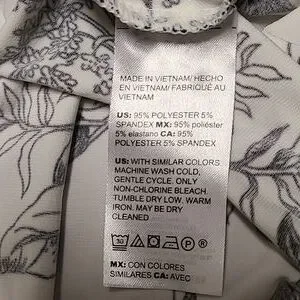 MADE IN VIETNAM/ HECHO
EN VIETNAM/ FABRIQUÉ AU
VIETNAM
US: 95% POLYESTER 5%
SPANDEX MX: 95% poliéster
5% elastano CA: 95%
POLYESTER 5% SPANDEX
US: WITH SIMILAR COLORS
MACHINE WASH COLD,
GENTLE CYCLE. ONLY
NON-CHLORINE BLEACH.
TUMBLE DRY LOW. WARM
IRON. MAY BE DRY
CLEANED
30 P
MX: CON COLORES
SIMILARES CA: AVEC